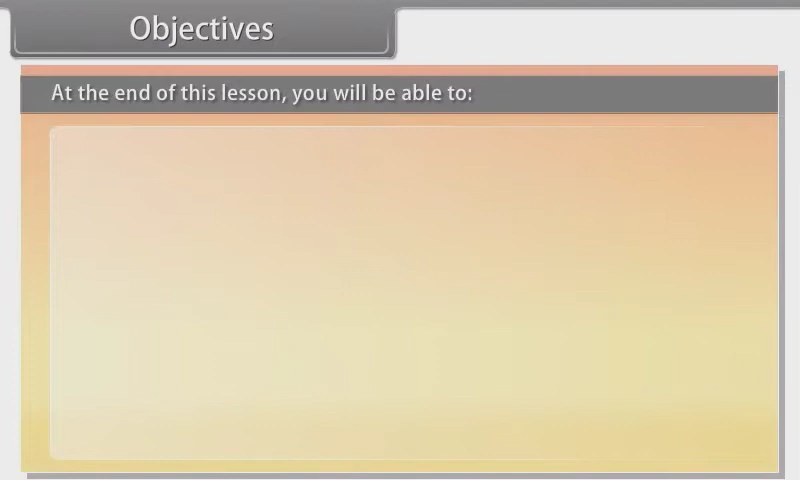 Objectives
At the end of this lesson, you will be able to: